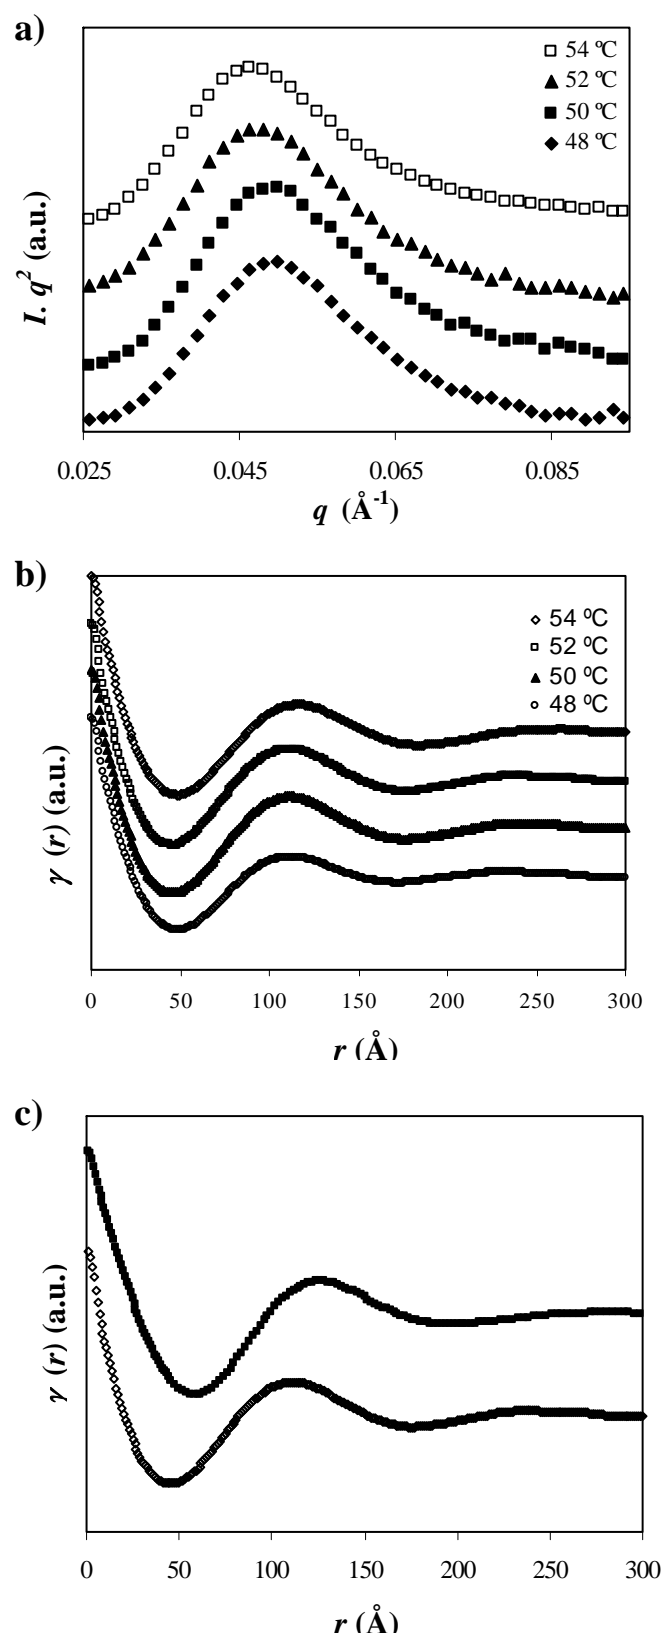 a)
54 ºC
52 ºC
50 ºC
48 ºC
I. q² (a.u.)
0.025 0.045 0.065 0.085
q (Å⁻¹)
b)
54 ºC
52 ºC
50 ºC
48 ºC
γ (r) (a.u.)
0 50 100 150 200 250 300
r (Å)
c)
γ (r) (a.u.)
0 50 100 150 200 250 300
r (Å)